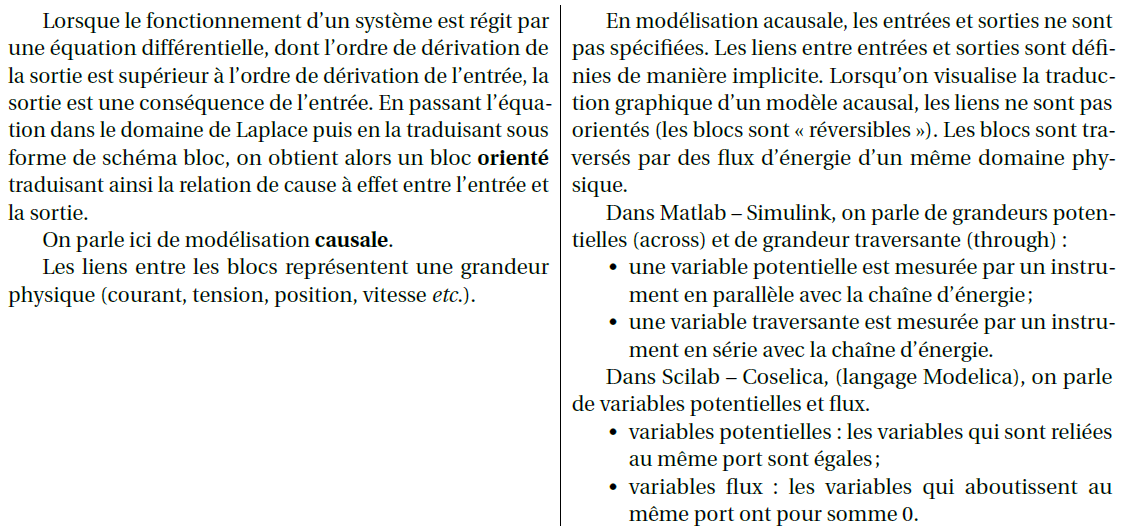 Lorsque le fonctionnement d’un système est régit par
une équation différentielle, dont l’ordre de dérivation de
la sortie est supérieur à l’ordre de dérivation de l’entrée, la
sortie est une conséquence de l’entrée. En passant l’équa-
tion dans le domaine de Laplace puis en la traduisant sous
forme de schéma bloc, on obtient alors un bloc orienté
traduisant ainsi la relation de cause à effet entre l’entrée et
la sortie.
On parle ici de modélisation causale.
Les liens entre les blocs représentent une grandeur
physique (courant, tension, position, vitesse etc.).
En modélisation acausale, les entrées et sorties ne sont
pas spécifiées. Les liens entre entrées et sorties sont défi-
nies de manière implicite. Lorsqu’on visualise la traduc-
tion graphique d’un modèle acausal, les liens ne sont pas
orientés (les blocs sont « réversibles »). Les blocs sont tra-
versés par des flux d’énergie d’un même domaine phy-
sique.
Dans Matlab – Simulink, on parle de grandeurs poten-
tielles (across) et de grandeur traversante (through) :
• une variable potentielle est mesurée par un instru-
ment en parallèle avec la chaîne d’énergie;
• une variable traversante est mesurée par un instru-
ment en série avec la chaîne d’énergie.
Dans Scilab – Coselica, (langage Modelica), on parle
de variables potentielles et flux.
• variables potentielles : les variables qui sont reliées
au même port sont égales;
• variables flux : les variables qui aboutissent au
même port ont pour somme 0.